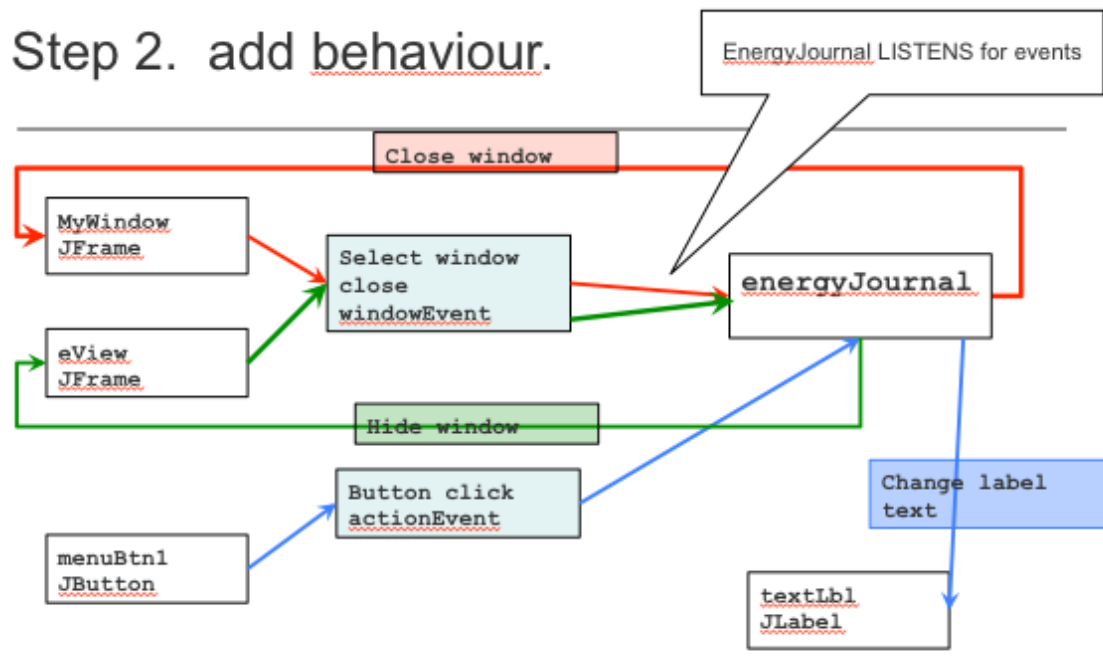 Step 2.  add behaviour.
EnergyJournal LISTENS for events
Close window
MyWindow
JFrame
Select window
close
windowEvent
energyJournal
eView
JFrame
Hide window
Button click
actionEvent
Change label
text
menuBtn1
JButton
textLbl
JLabel